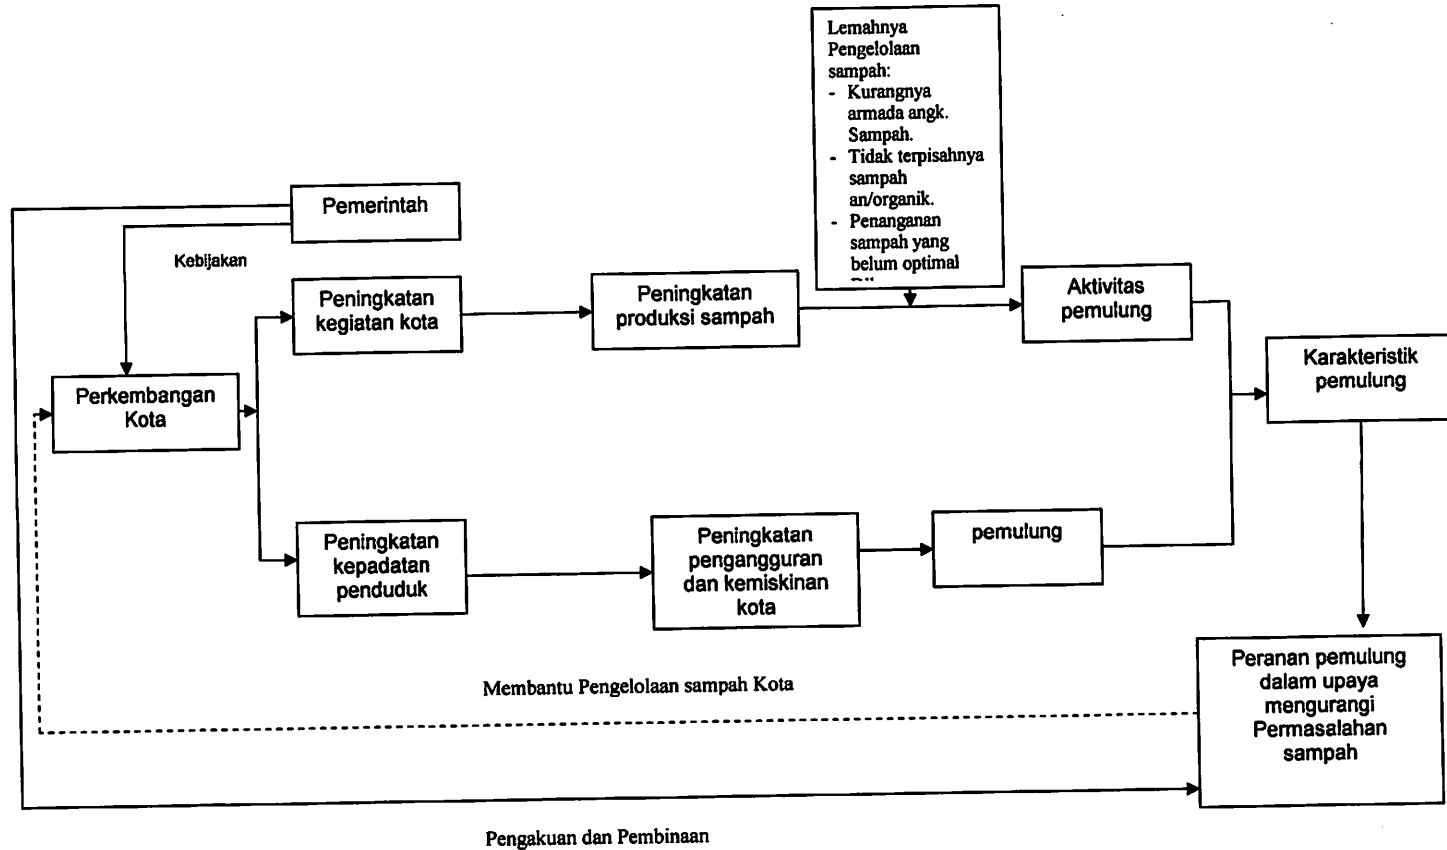 Lemahnya
Pengelolaan
sampah:
- Kurangnya
armada angk.
Sampah.
- Tidak terpisahnya
sampah
an/organik.
- Penanganan
sampah yang
belum optimal
Pemerintah
Kebijakan
Peningkatan
kegiatan kota
Peningkatan
produksi sampah
Aktivitas
pemulung
Karakteristik
pemulung
Perkembangan
Kota
Peningkatan
kepadatan
penduduk
Peningkatan
pengangguran
dan kemiskinan
kota
pemulung
Peranan pemulung
dalam upaya
mengurangi
Permasalahan
sampah
Membantu Pengelolaan sampah Kota
Pengakuan dan Pembinaan